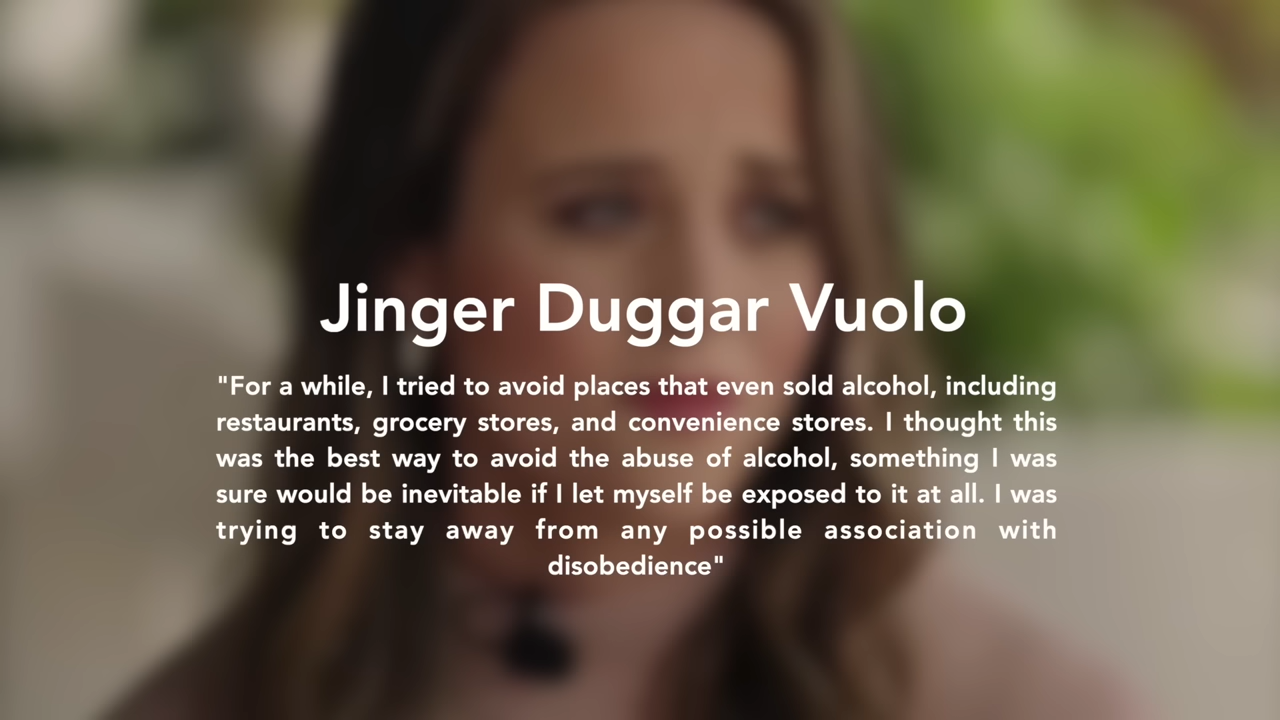 Jinger Duggar Vuolo
"For a while, I tried to avoid places that even sold alcohol, including
restaurants, grocery stores, and convenience stores. I thought this
was the best way to avoid the abuse of alcohol, something I was
sure would be inevitable if I let myself be exposed to it at all. I was
trying to stay away from any possible association with
disobedience"